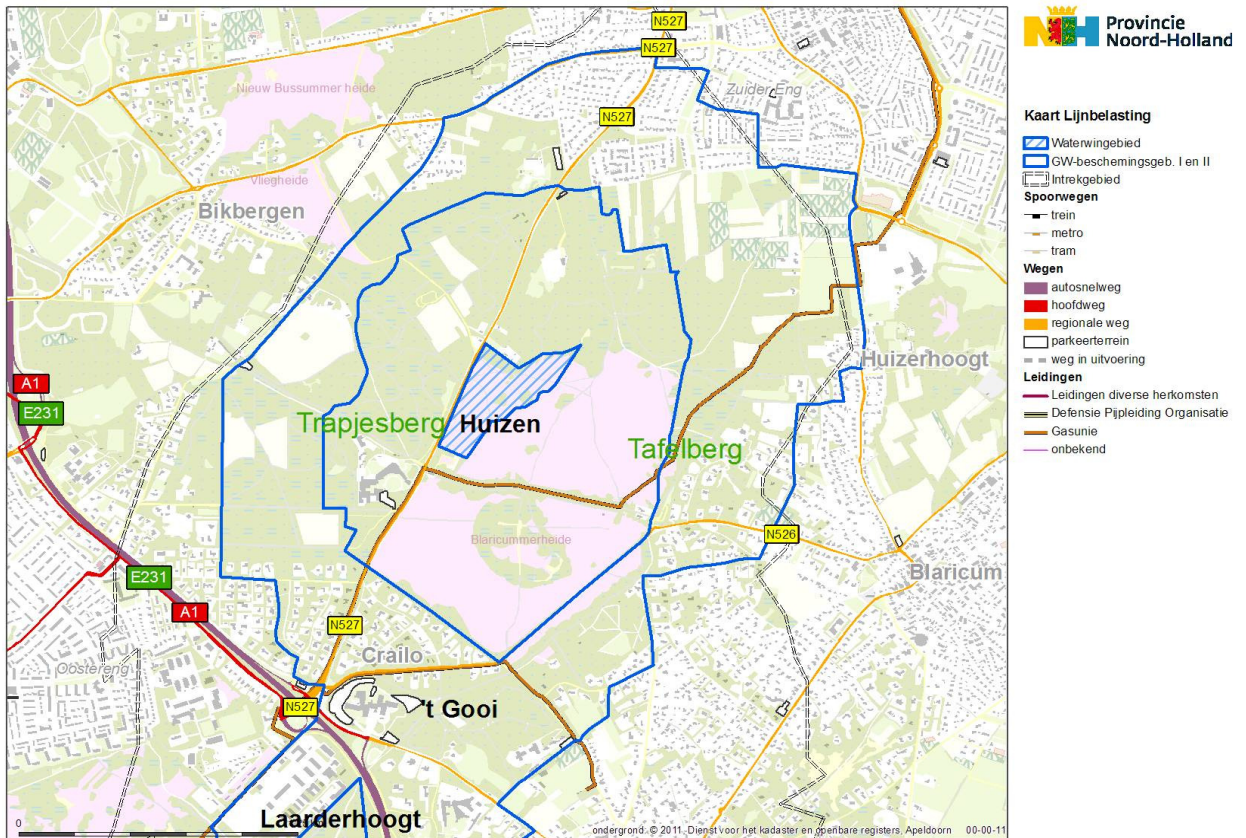 N527
N527
N527
Nieuw Bussummer heide
Zuider Eng
Vliegheide
Bikbergen
Huizerhoogt
A1
E231
Trapjesberg
Huizen
Tafelberg
Blaricummerheide
N526
E231
A1
Blaricum
N527
Crailo
Oostereng
N527
't Gooi
Laarderhoogt
0
ondergrond: © 2011, Dienst voor het kadaster en openbare registers, Apeldoorn 00-00-11
Provincie
Noord-Holland
Kaart Lijnbelasting
Waterwingebied
GW-beschemingsgeb. I en II
Intrekgebied
Spoorwegen
trein
metro
tram
Wegen
autosnelweg
hoofdweg
regionale weg
parkeerterrein
weg in uitvoering
Leidingen
Leidingen diverse herkomsten
Defensie Pijpleiding Organisatie
Gasunie
onbekend